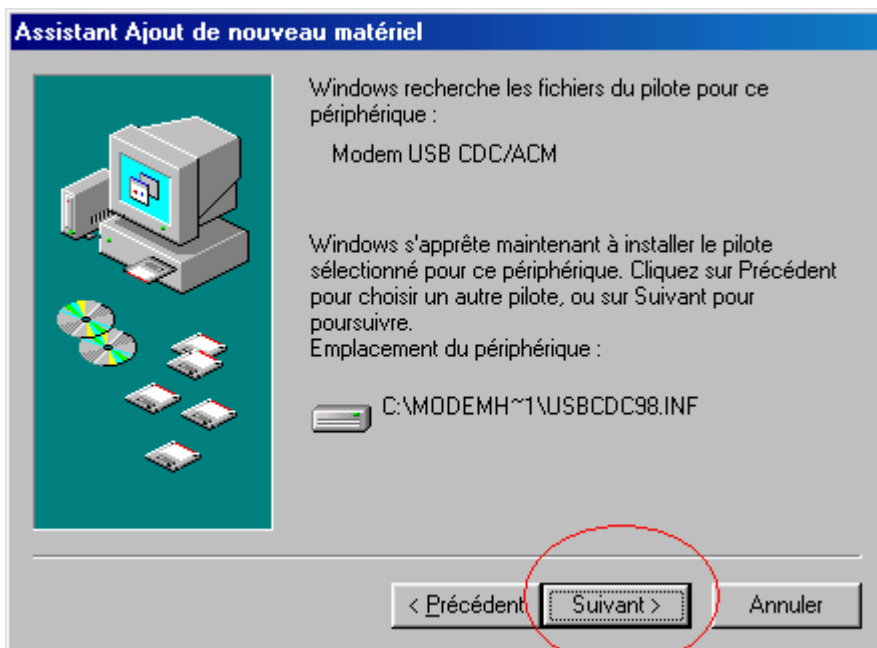 Assistant Ajout de nouveau matériel
Windows recherche les fichiers du pilote pour ce
périphérique :
Modem USB CDC/ACM
Windows s'apprête maintenant à installer le pilote
sélectionné pour ce périphérique. Cliquez sur Précédent
pour choisir un autre pilote, ou sur Suivant pour
poursuivre.
Emplacement du périphérique :
C:\MODEMH~1\USBCDC98.INF
< Précédent
Suivant >
Annuler